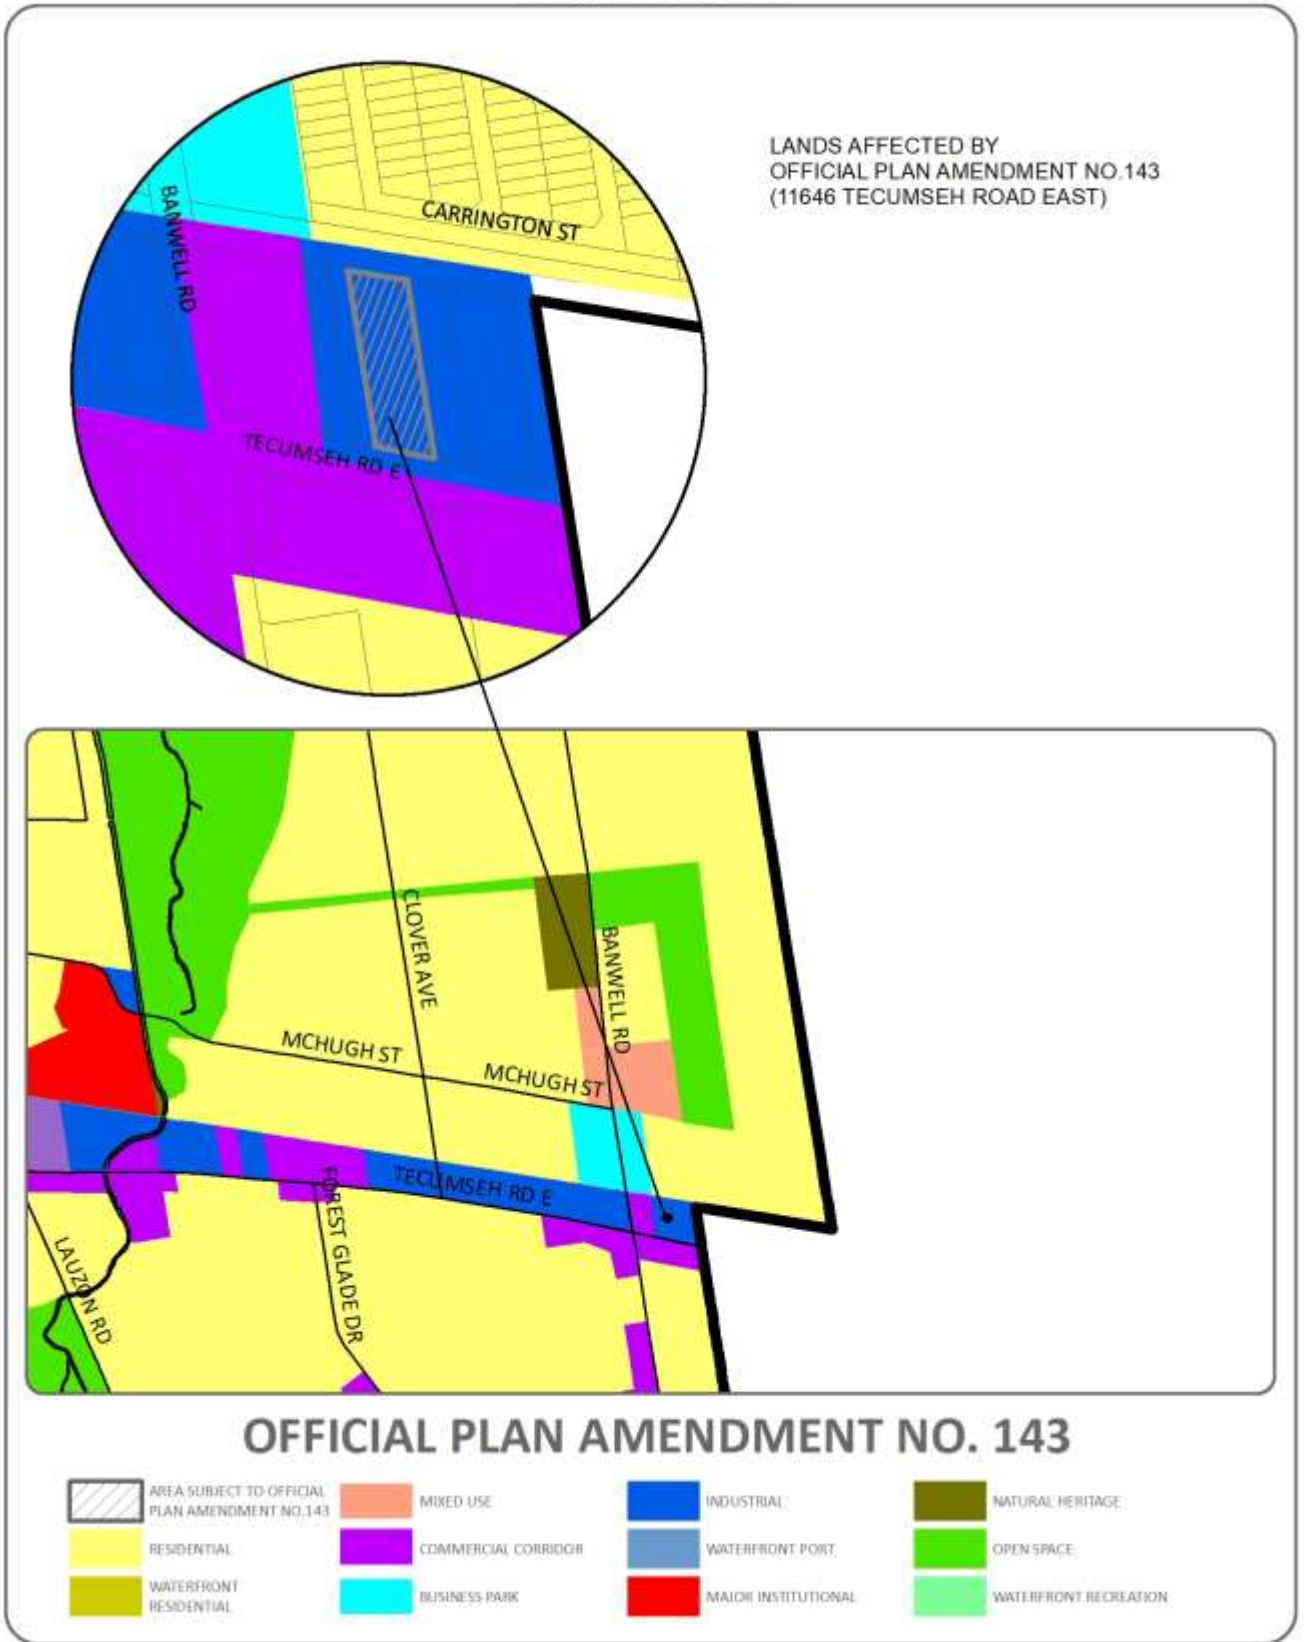 LANDS AFFECTED BY
OFFICIAL PLAN AMENDMENT NO.143
(11646 TECUMSEH ROAD EAST)
BANWELL RD
CARRINGTON ST
TECUMSEH RD E
CLOVER AVE
BANWELL RD
MCHUGH ST
MCHUGH ST
TECUMSEH RD E
FOREST GLADE DR
LAUZON RD
OFFICIAL PLAN AMENDMENT NO. 143
AREA SUBJECT TO OFFICIAL
PLAN AMENDMENT NO.143
MIXED USE
INDUSTRIAL
NATURAL HERITAGE
RESIDENTIAL
COMMERCIAL CORRIDOR
WATERFRONT PORT
OPEN SPACE
WATERFRONT
RESIDENTIAL
BUSINESS PARK
MAJOR INSTITUTIONAL
WATERFRONT RECREATION